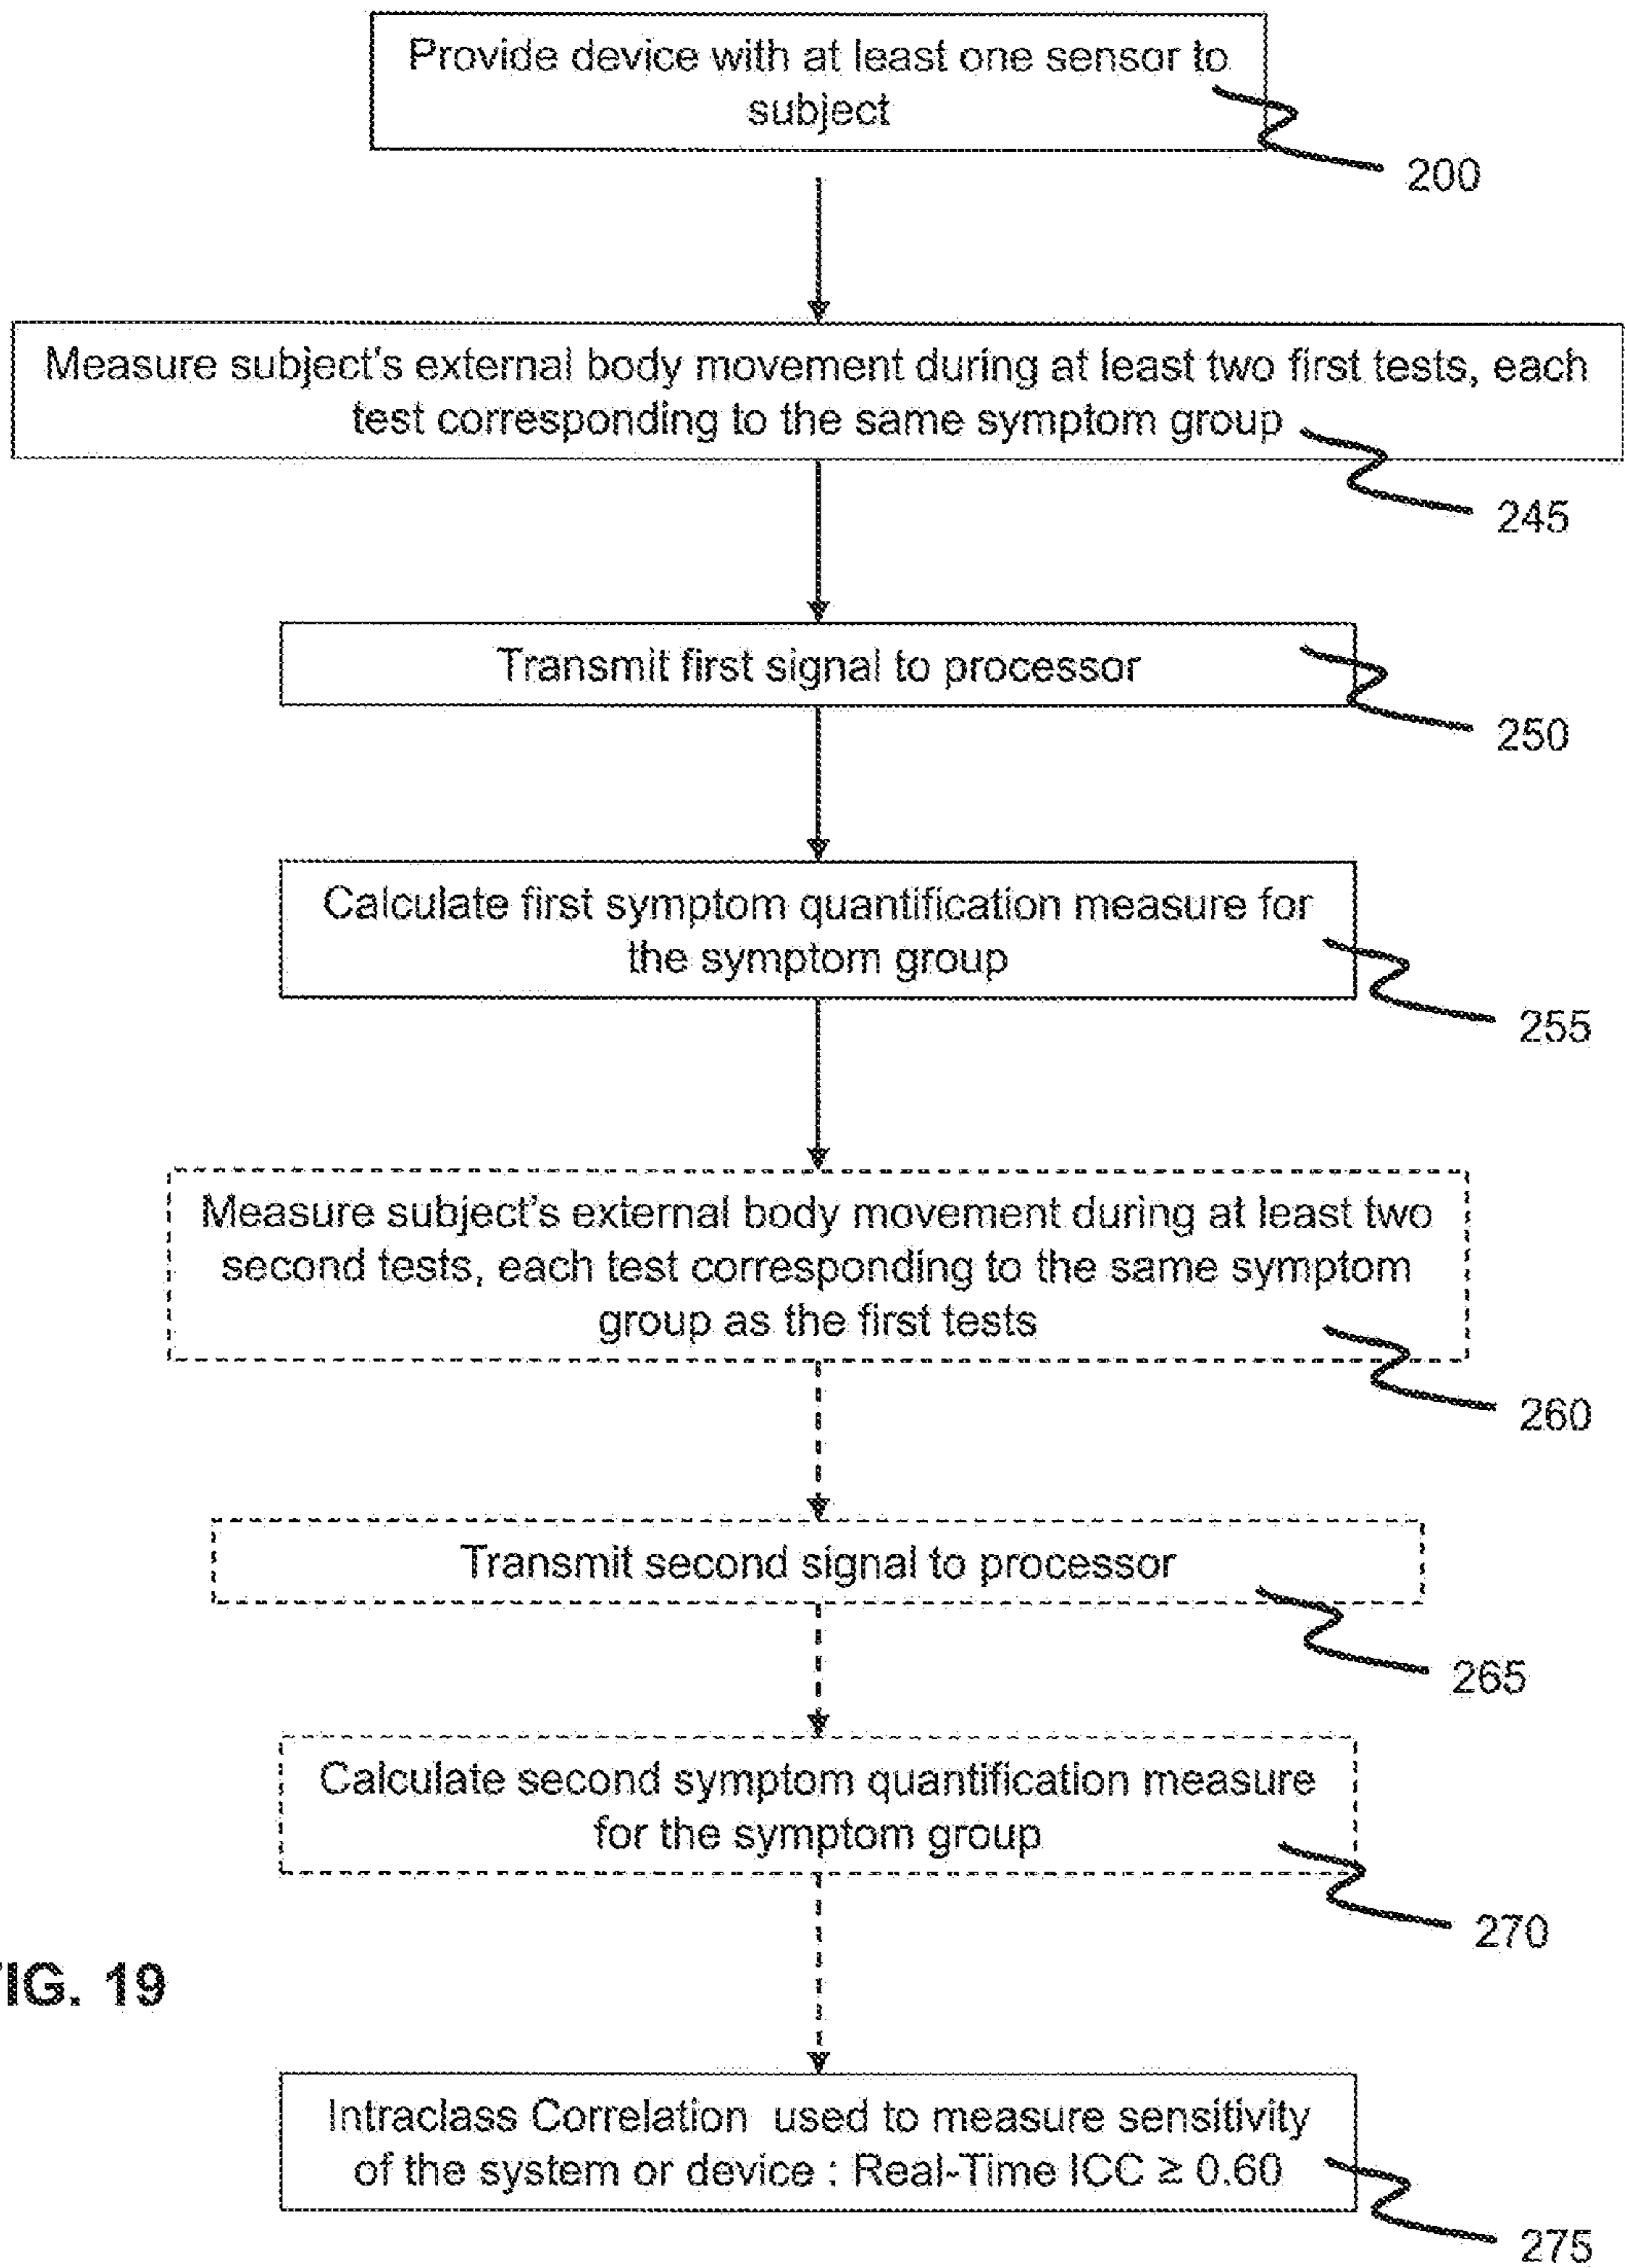 Provide device with at least one sensor to
subject
200
Measure subject's external body movement during at least two first tests, each
test corresponding to the same symptom group
245
Transmit first signal to processor
250
Calculate first symptom quantification measure for
the symptom group
255
Measure subject's external body movement during at least two
second tests, each test corresponding to the same symptom
group as the first tests
260
Transmit second signal to processor
265
Calculate second symptom quantification measure
for the symptom group
270
IG. 19
Intraclass Correlation used to measure sensitivity
of the system or device : Real-Time ICC ≥ 0.60
275